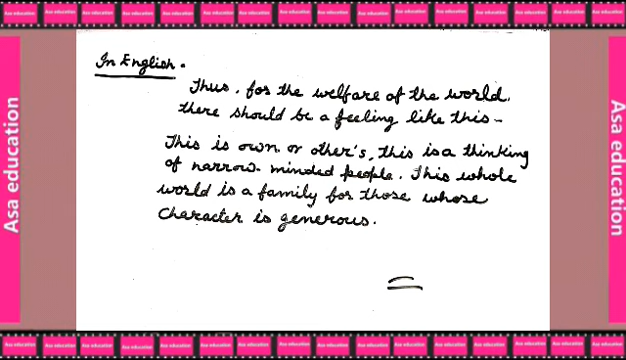 In English.
Thus, for the welfare of the world,
there should be a feeling like this-
This is own or other's, this is a thinking
of narrow-minded people. This whole
world is a family for those whose
character is generous.
Asa education
Asa education